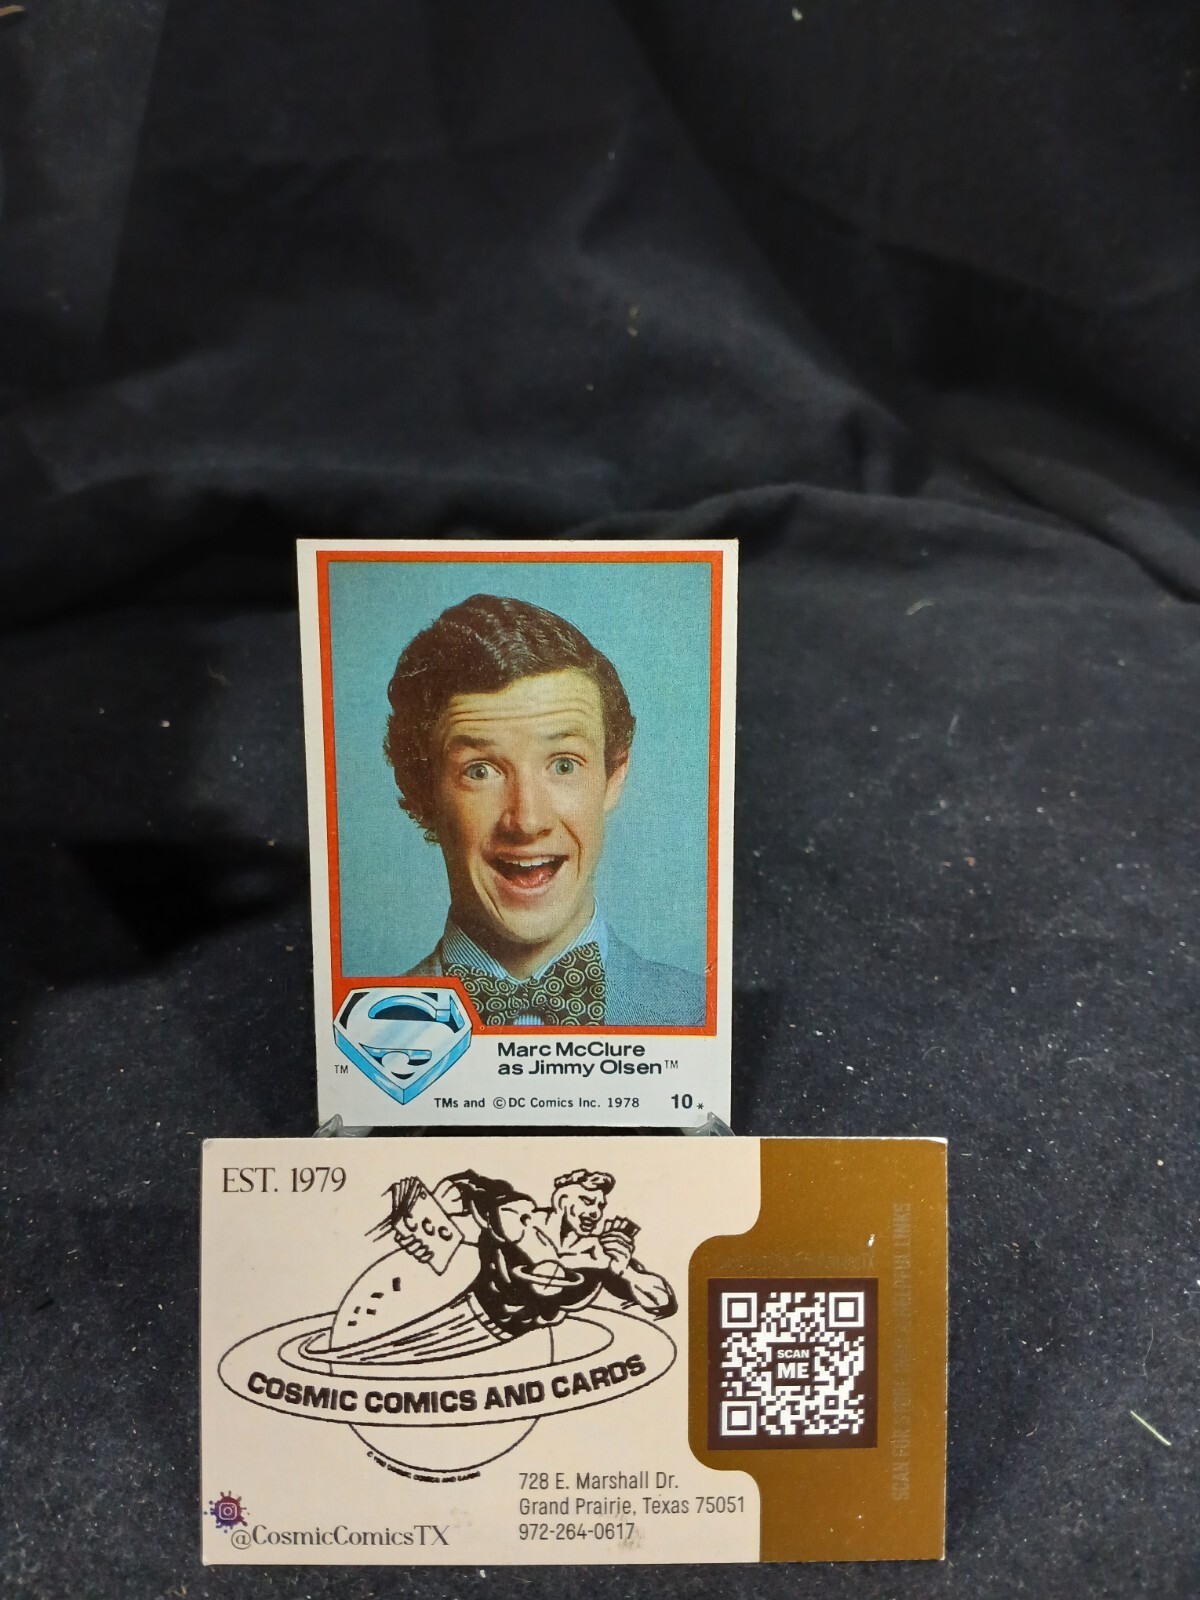 Marc McClure
as Jimmy Olsen™
TM
TMs and ©DC Comics Inc. 1978 10*
EST. 1979
COSMIC COMICS AND CARDS
SCAN
ME
728 E. Marshall Dr.
Grand Prairie, Texas 75051
972-264-0617
@CosmicComicsTX